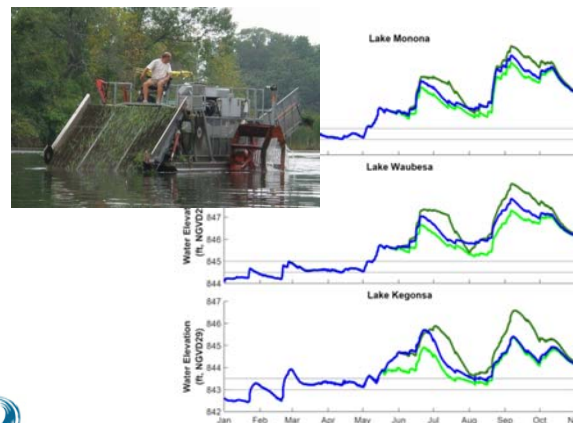 Lake Monona
Lake Waubesa
Water Elevat
(ft, NGVD2
847
846
845
844
Lake Kegonsa
Water Elevation
(ft, NGVD29)
847
846
845
844
843
842
Jan Feb Mar Apr May Jun Jul Aug Sep Oct